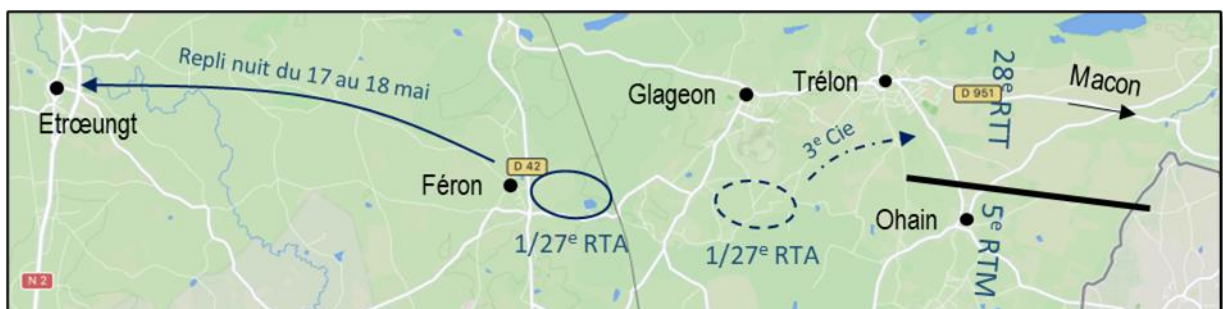 Repli nuit du 17 au 18 mai
Etrœungt
Glageon
Trélon
D 951
Macon
28e RTT
3e Cie
D 42
Féron
1/27e RTA
1/27e RTA
Ohain
5e RTM
N 2